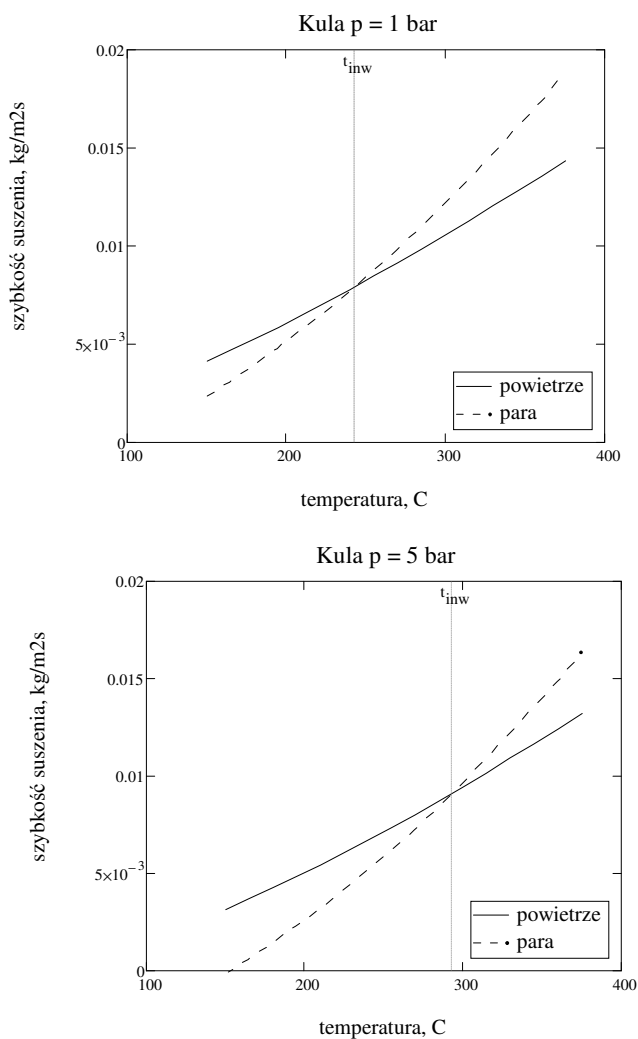 Kula p = 1 bar
szybkość suszenia, kg/m2s
0.02
0.015
0.01
5×10⁻³
0
t_inw
powietrze
para
100
200
300
400
temperatura, C
Kula p = 5 bar
szybkość suszenia, kg/m2s
0.02
0.015
0.01
5×10⁻³
0
t_inw
powietrze
para
100
200
300
400
temperatura, C